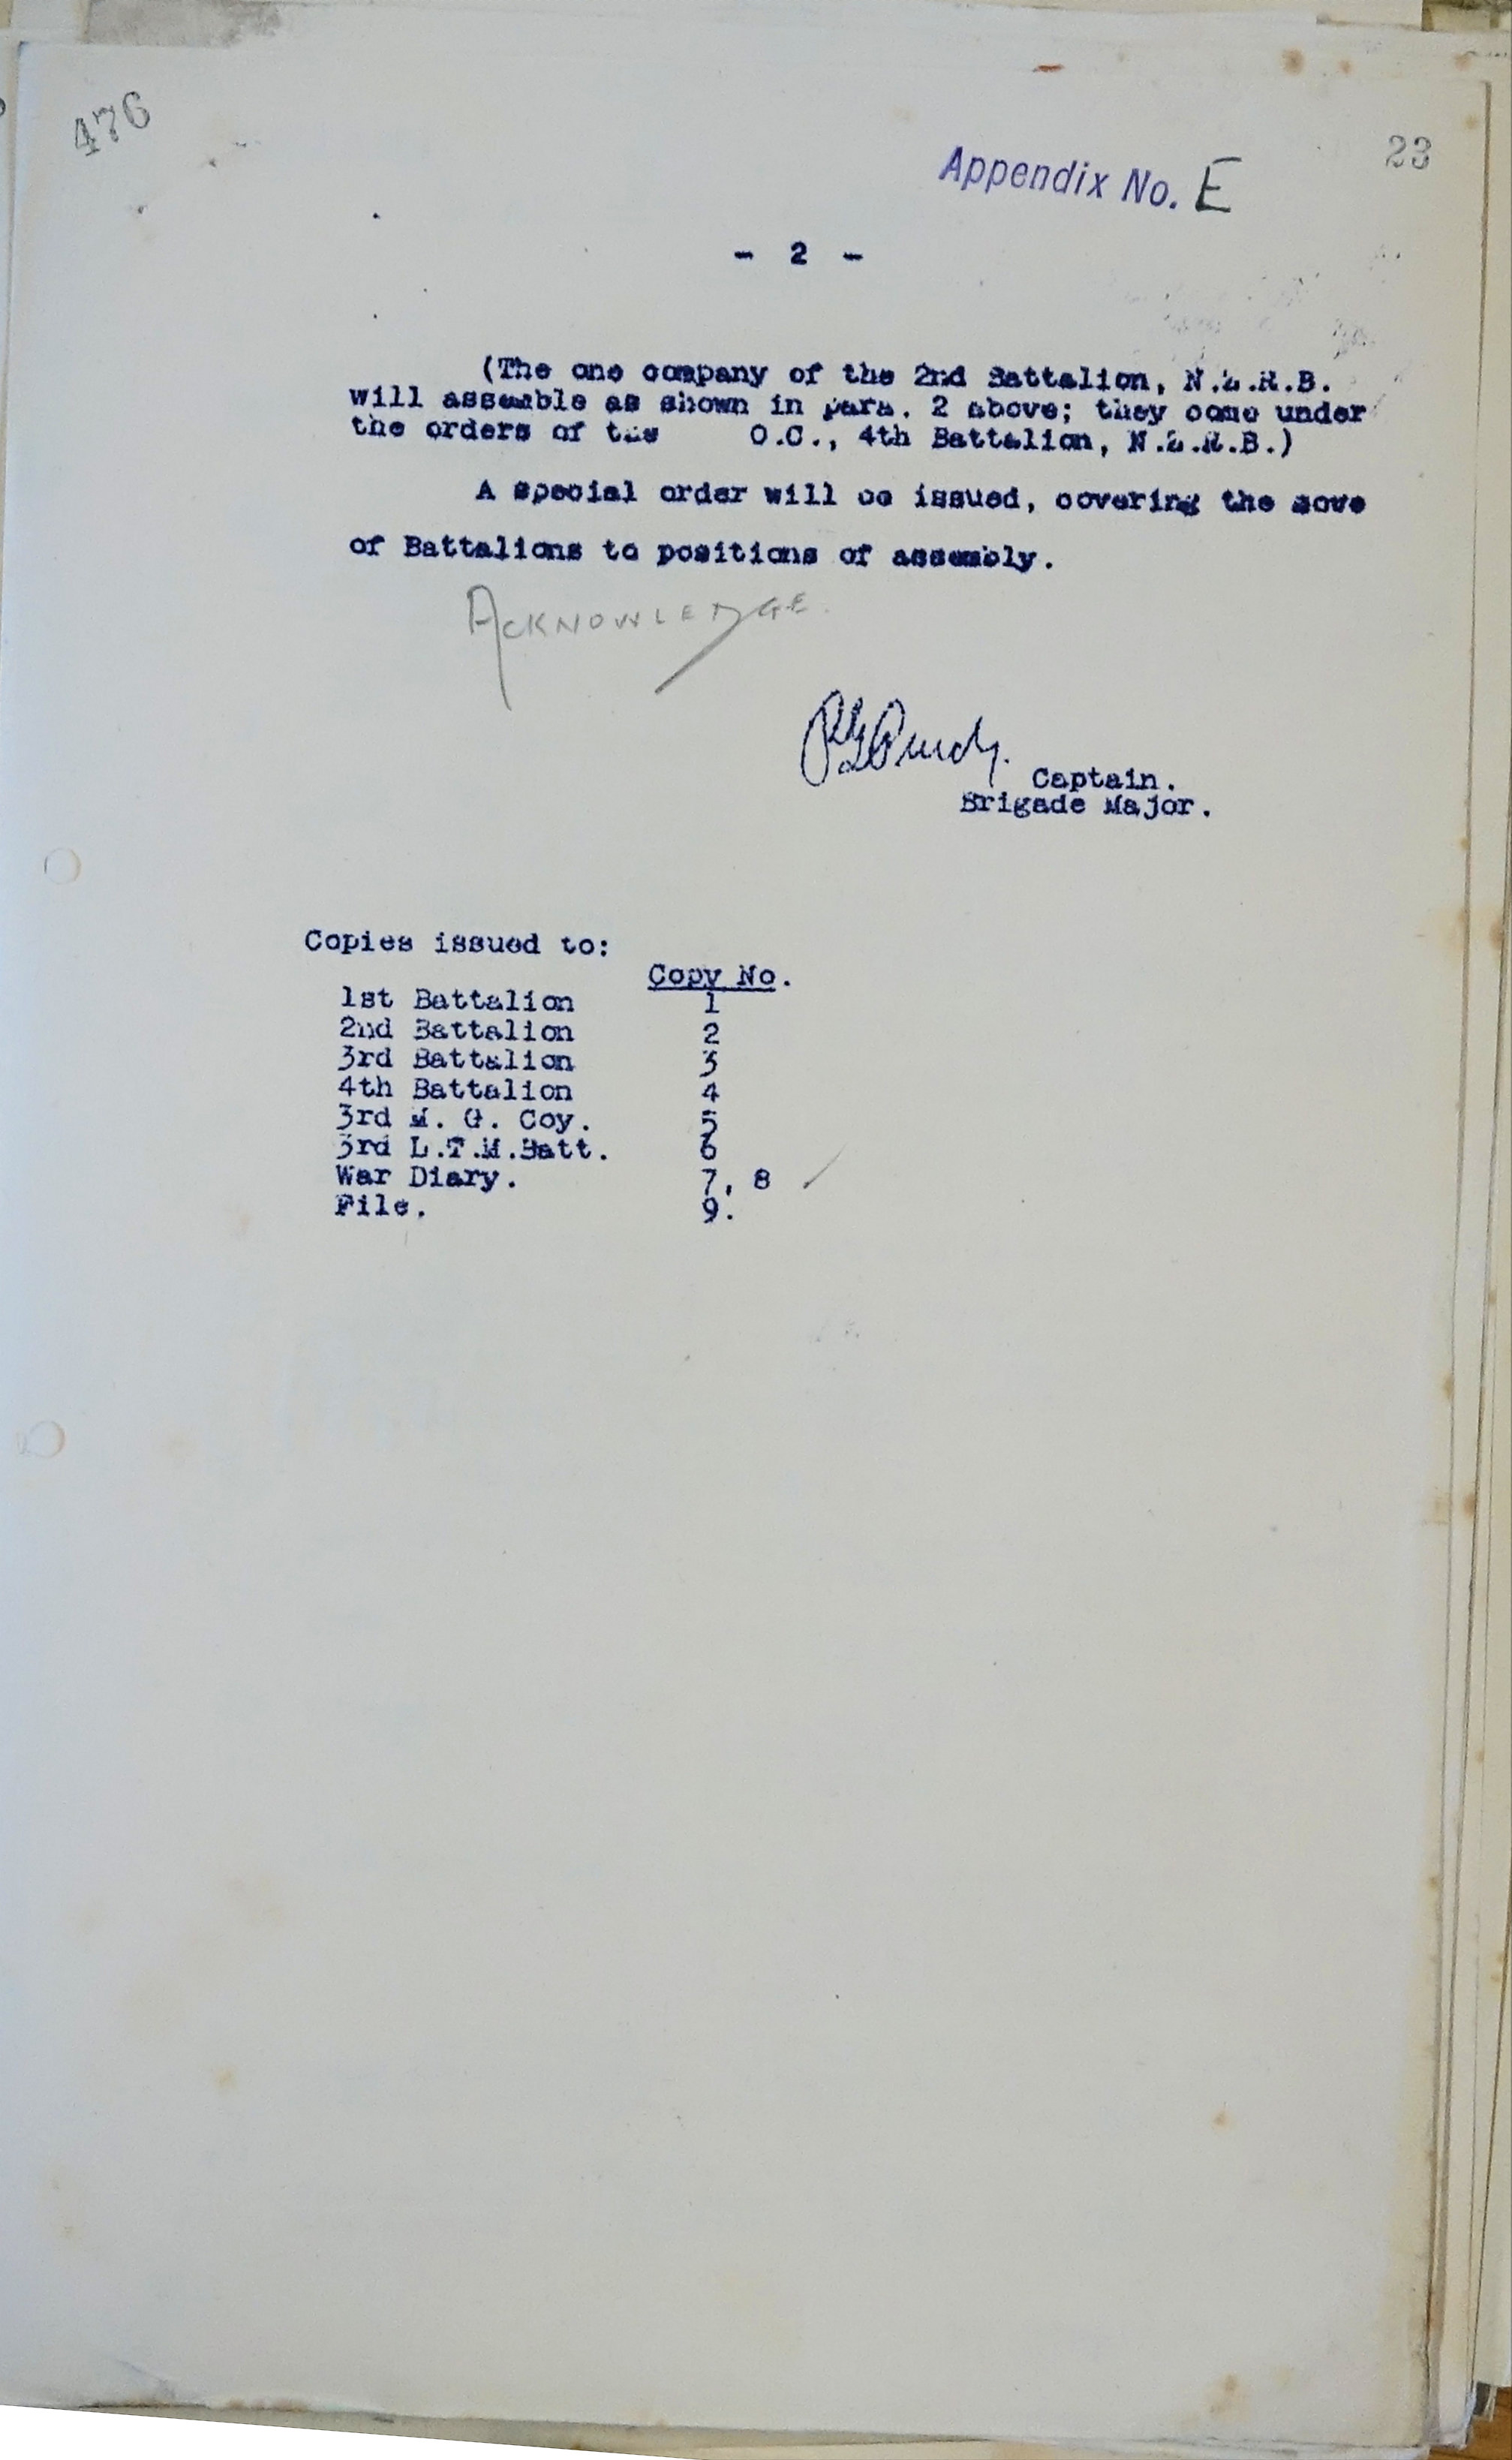 476
23
Appendix No. E
- 2 -
(The one company of the 2nd Battalion, N.Z.R.B.
will assemble as shown in para. 2 above; they come under
the orders of the O.C., 4th Battalion, N.Z.R.B.)
A special order will be issued, covering the move
of Battalions to positions of assembly.
ACKNOWLEDGE.
Captain.
Brigade Major.
Copies issued to:
Copy No.
1st Battalion 1
2nd Battalion 2
3rd Battalion 3
4th Battalion 4
3rd M. G. Coy. 5
3rd L.T.M.Batt. 6
War Diary. 7, 8
File. 9.